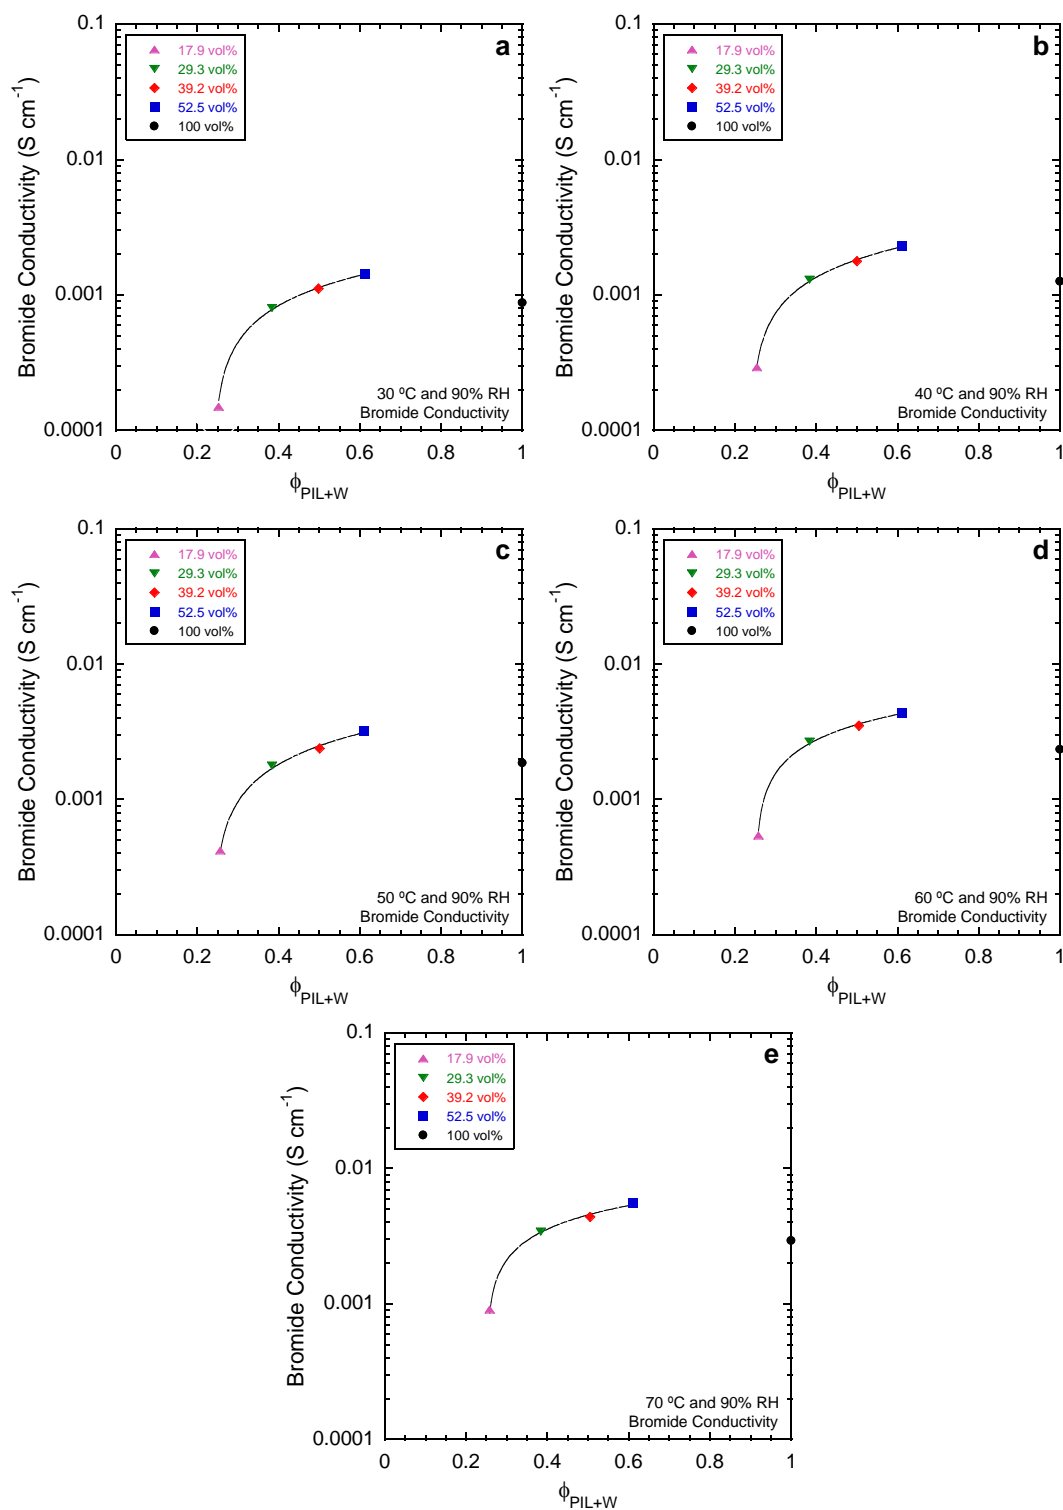 a
17.9 vol%
29.3 vol%
39.2 vol%
52.5 vol%
100 vol%
0.1
0.01
0.001
0.0001
Bromide Conductivity (S cm⁻¹)
30 ºC and 90% RH
Bromide Conductivity
0 0.2 0.4 0.6 0.8 1
ϕPIL+W
b
17.9 vol%
29.3 vol%
39.2 vol%
52.5 vol%
100 vol%
0.1
0.01
0.001
0.0001
Bromide Conductivity (S cm⁻¹)
40 ºC and 90% RH
Bromide Conductivity
0 0.2 0.4 0.6 0.8 1
ϕPIL+W
c
17.9 vol%
29.3 vol%
39.2 vol%
52.5 vol%
100 vol%
0.1
0.01
0.001
0.0001
Bromide Conductivity (S cm⁻¹)
50 ºC and 90% RH
Bromide Conductivity
0 0.2 0.4 0.6 0.8 1
ϕPIL+W
d
17.9 vol%
29.3 vol%
39.2 vol%
52.5 vol%
100 vol%
0.1
0.01
0.001
0.0001
Bromide Conductivity (S cm⁻¹)
60 ºC and 90% RH
Bromide Conductivity
0 0.2 0.4 0.6 0.8 1
ϕPIL+W
e
17.9 vol%
29.3 vol%
39.2 vol%
52.5 vol%
100 vol%
0.1
0.01
0.001
0.0001
Bromide Conductivity (S cm⁻¹)
70 ºC and 90% RH
Bromide Conductivity
0 0.2 0.4 0.6 0.8 1
ϕPIL+W